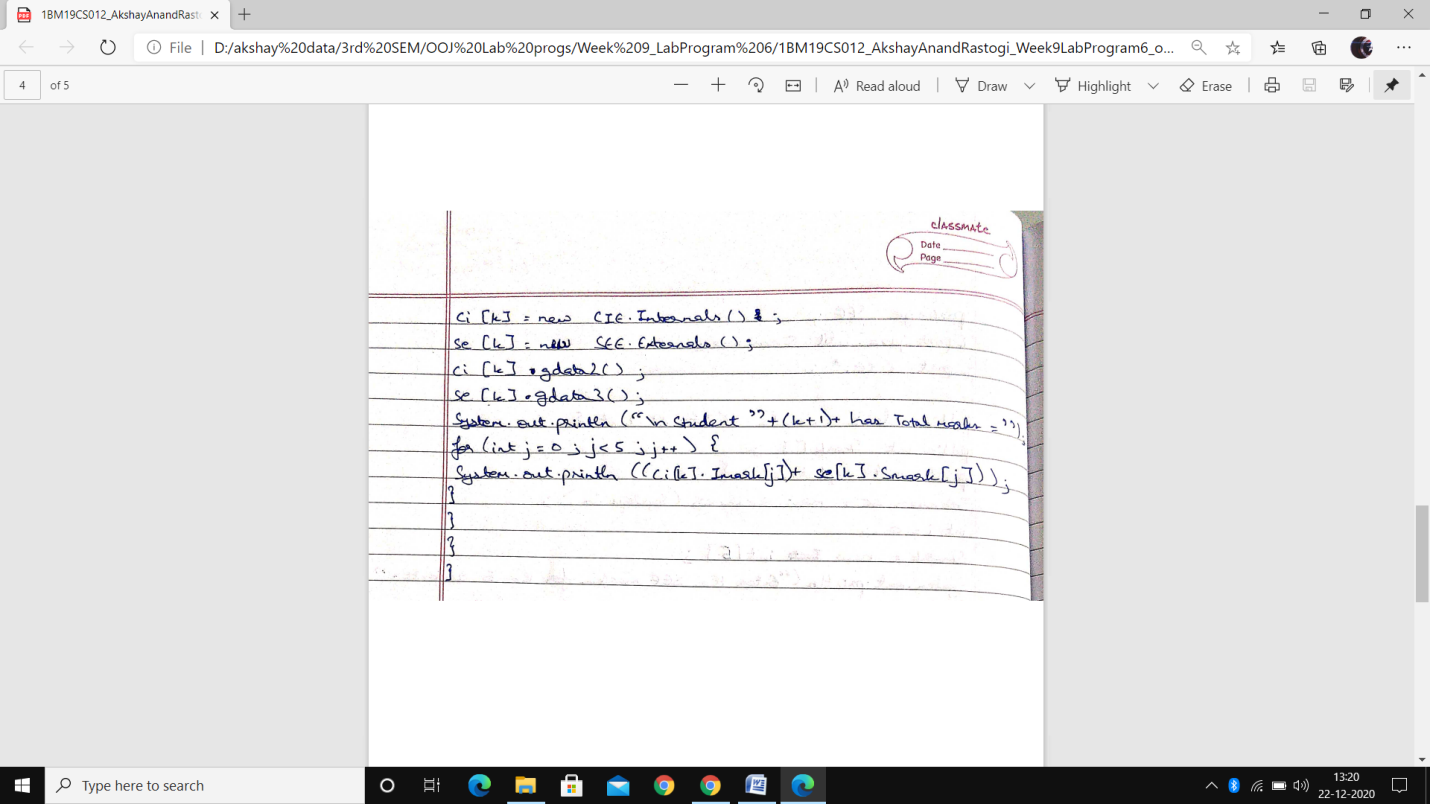 1BM19CS012_AkshayAnandRast
File
D:/akshay%20data/3rd%20SEM/OOJ%20Lab%20progs/Week%209_LabProgram%206/1BM19CS012_AkshayAnandRastogi_Week9LabProgram6_o...
4 of 5
Read aloud
Draw
Highlight
Erase
classmate
Date
Page
ci [k] = new CIE.Internals() ;
se [k] = new SEE.Externals();
ci [k].gdata2() ;
se [k].gdata3();
System.out.println ("\n Student "+(k+1)+ has Total marks =");
for (int j = 0 ; j<5 ; j++) {
System.out.println ((ci[k].Imark[j])+ se[k].Smark[j]));
}
}
}
}
Type here to search
13:20
22-12-2020